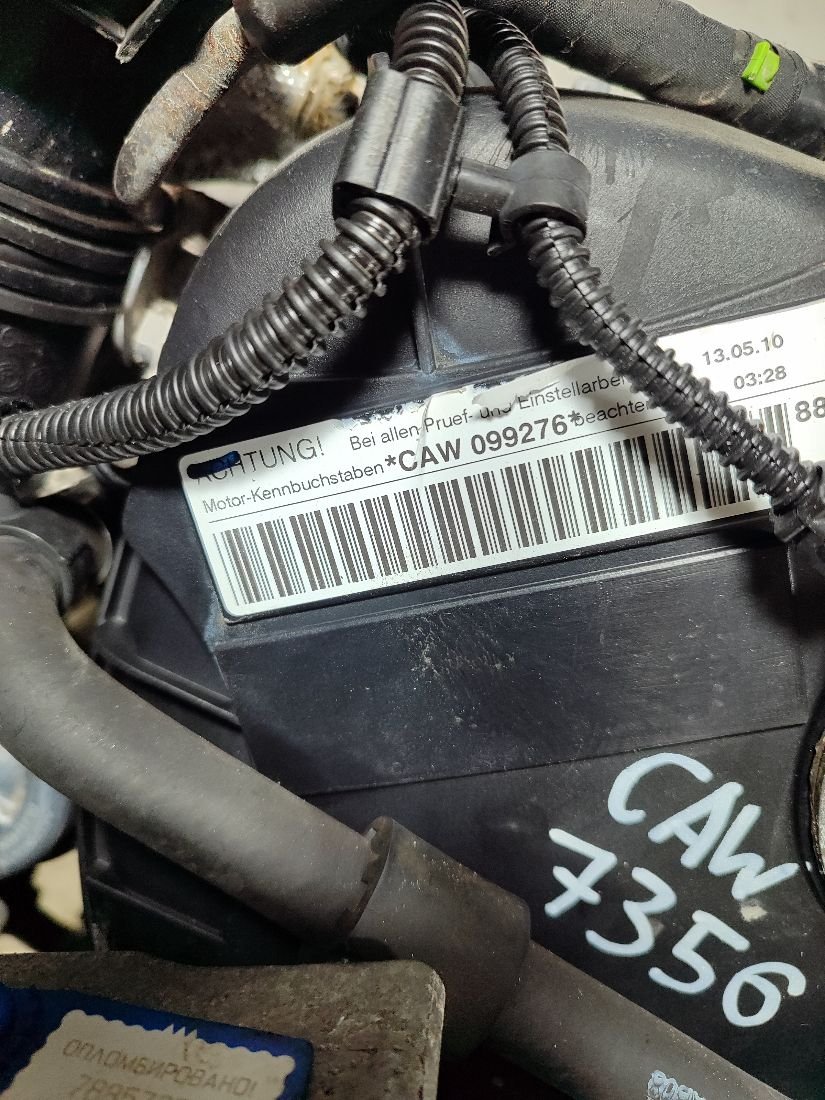 13.05.10
03:28
ACHTUNG! Bei allen Pruef- und Einstellarbe
Motor-Kennbuchstaben *CAW 099276* beachte
88
CAW
7356
ОПЛОМБИРОВАНО!